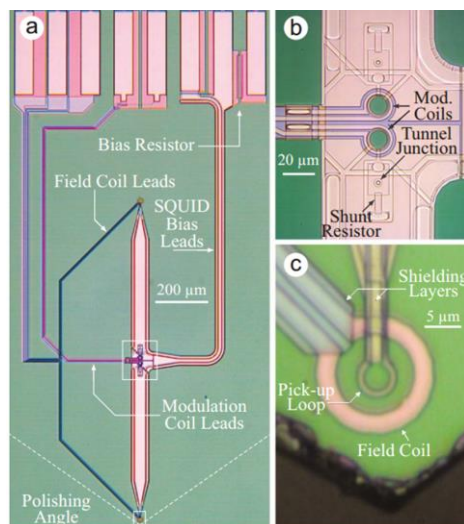 a
Bias Resistor
Field Coil Leads
SQUID
Bias
Leads
200 µm
Modulation
Coil Leads
Polishing
Angle
b
Mod.
Coils
Tunnel
Junction
20 µm
Shunt
Resistor
c
Shielding
Layers
5 µm
Pick-up
Loop
Field Coil